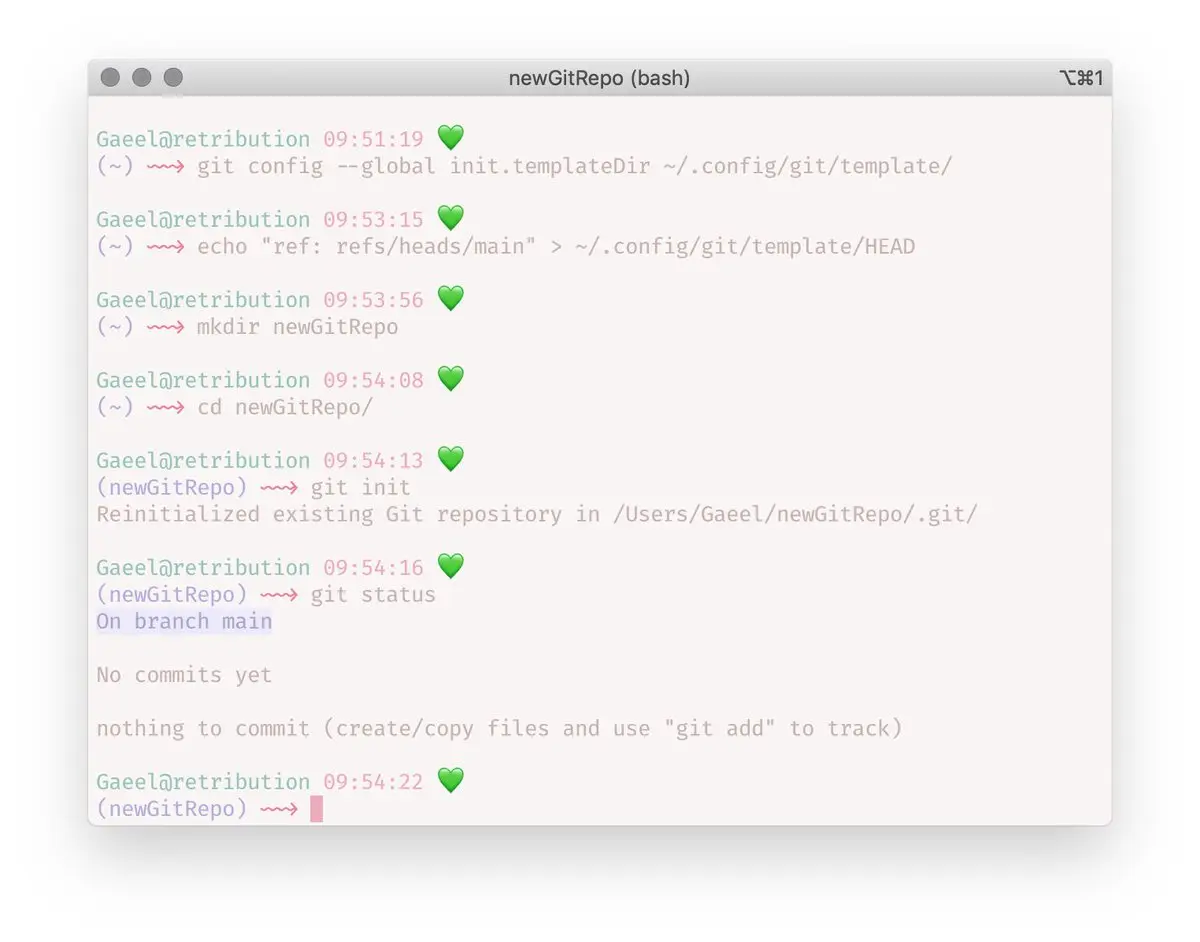 newGitRepo (bash)
⌥⌘1
Gaeel@retribution 09:51:19 💚
(~) ⇝ git config --global init.templateDir ~/.config/git/template/
Gaeel@retribution 09:53:15 💚
(~) ⇝ echo "ref: refs/heads/main" > ~/.config/git/template/HEAD
Gaeel@retribution 09:53:56 💚
(~) ⇝ mkdir newGitRepo
Gaeel@retribution 09:54:08 💚
(~) ⇝ cd newGitRepo/
Gaeel@retribution 09:54:13 💚
(newGitRepo) ⇝ git init
Reinitialized existing Git repository in /Users/Gaeel/newGitRepo/.git/
Gaeel@retribution 09:54:16 💚
(newGitRepo) ⇝ git status
On branch main
No commits yet
nothing to commit (create/copy files and use "git add" to track)
Gaeel@retribution 09:54:22 💚
(newGitRepo) ⇝